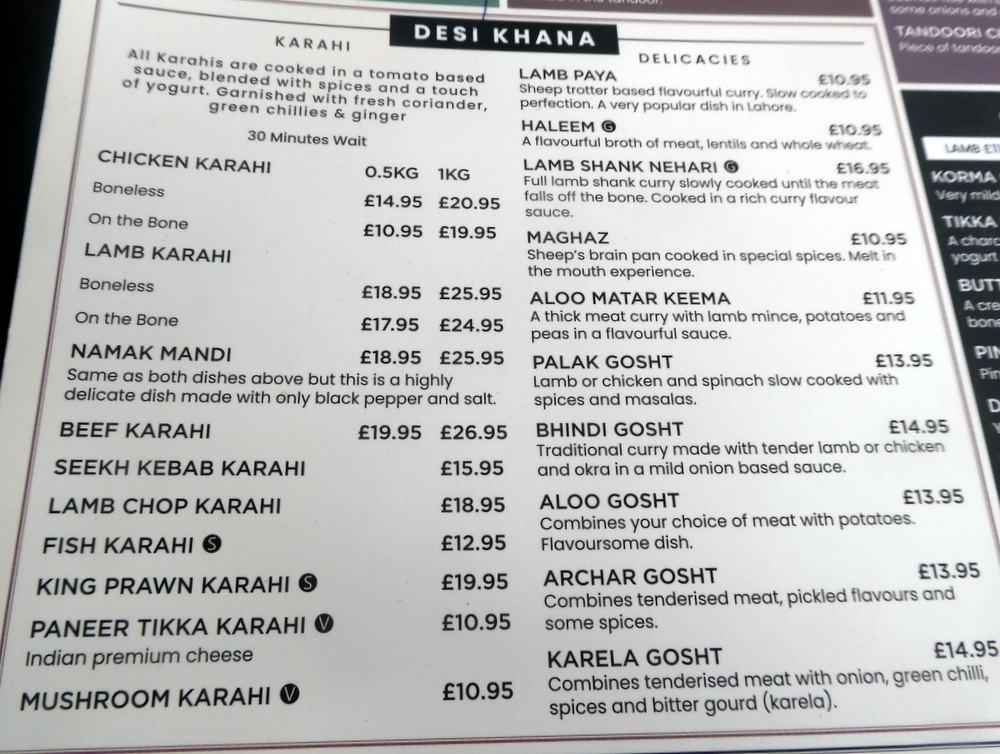 DESI KHANA
KARAHI
All Karahis are cooked in a tomato based
sauce, blended with spices and a touch
of yogurt. Garnished with fresh coriander,
green chillies & ginger
30 Minutes Wait
CHICKEN KARAHI 0.5KG 1KG
Boneless £14.95 £20.95
On the Bone £10.95 £19.95
LAMB KARAHI
Boneless £18.95 £25.95
On the Bone £17.95 £24.95
NAMAK MANDI £18.95 £25.95
Same as both dishes above but this is a highly
delicate dish made with only black pepper and salt.
BEEF KARAHI £19.95 £26.95
SEEKH KEBAB KARAHI £15.95
LAMB CHOP KARAHI £18.95
FISH KARAHI S £12.95
KING PRAWN KARAHI S £19.95
PANEER TIKKA KARAHI V £10.95
Indian premium cheese
MUSHROOM KARAHI V £10.95
DELICACIES
LAMB PAYA £10.95
Sheep trotter based flavourful curry. Slow cooked to
perfection. A very popular dish in Lahore.
HALEEM G £10.95
A flavourful broth of meat, lentils and whole wheat.
LAMB SHANK NEHARI G £16.95
Full lamb shank curry slowly cooked until the meat
falls off the bone. Cooked in a rich curry flavour
sauce.
MAGHAZ £10.95
Sheep's brain pan cooked in special spices. Melt in
the mouth experience.
ALOO MATAR KEEMA £11.95
A thick meat curry with lamb mince, potatoes and
peas in a flavourful sauce.
PALAK GOSHT £13.95
Lamb or chicken and spinach slow cooked with
spices and masalas.
BHINDI GOSHT £14.95
Traditional curry made with tender lamb or chicken
and okra in a mild onion based sauce.
ALOO GOSHT £13.95
Combines your choice of meat with potatoes.
Flavoursome dish.
ARCHAR GOSHT £13.95
Combines tenderised meat, pickled flavours and
some spices.
KARELA GOSHT £14.95
Combines tenderised meat with onion, green chilli,
spices and bitter gourd (karela).
in the tandoor.
some onions and
TANDOORI
Piece of
LAMB
KORMA
Very mild
TIKKA
yogurt